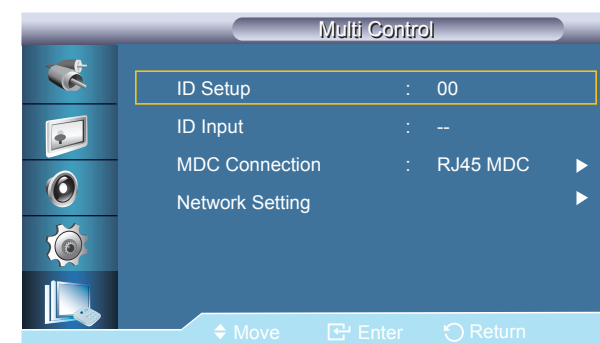 Multi Control
ID Setup : 00
ID Input : --
MDC Connection : RJ45 MDC
Network Setting
Move Enter Return